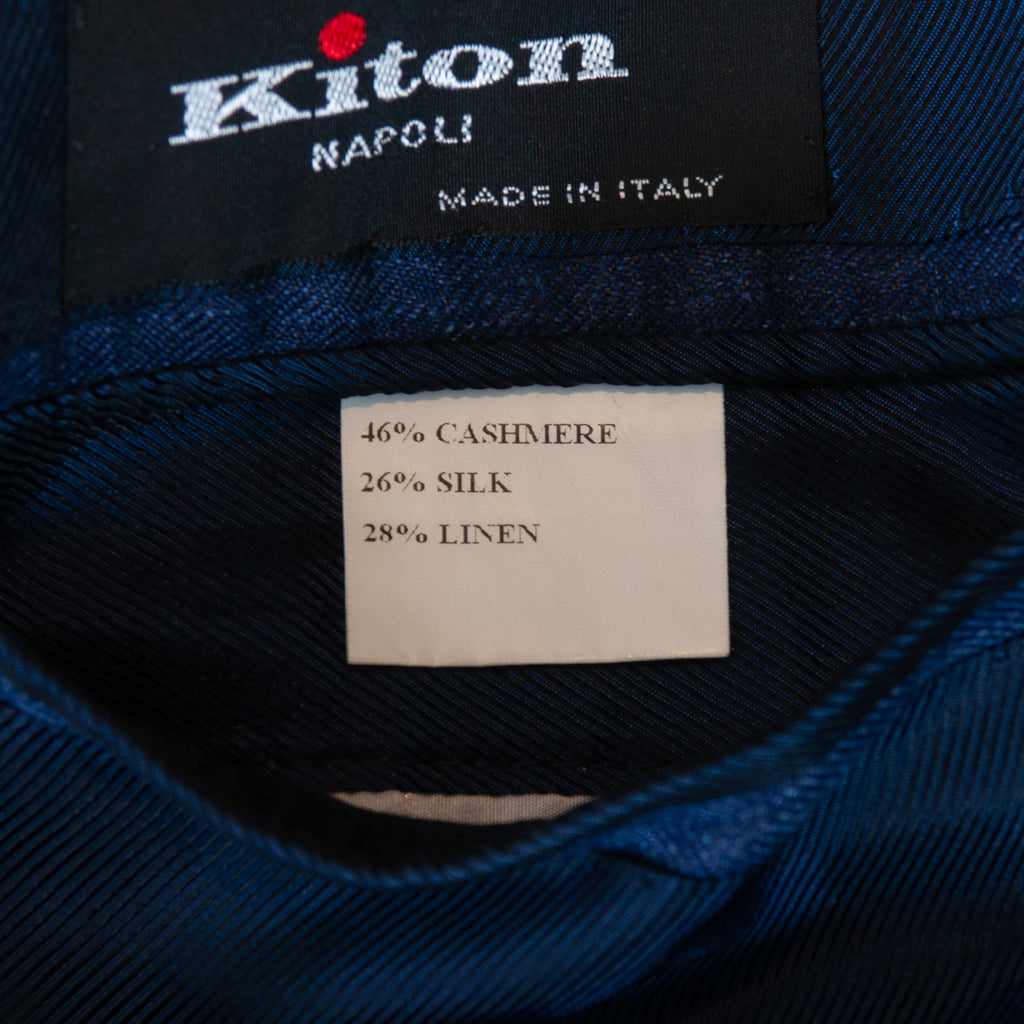 Kiton
NAPOLI
MADE IN ITALY
46% CASHMERE
26% SILK
28% LINEN